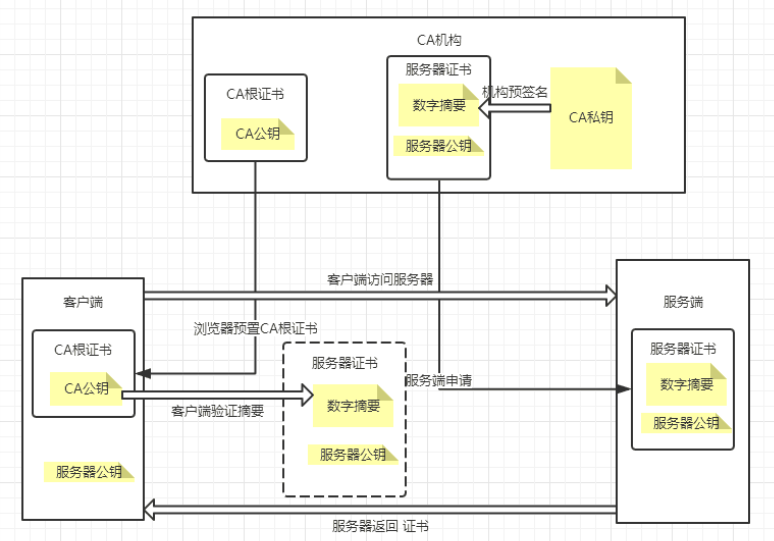 CA机构
CA根证书
CA公钥
服务器证书
数字摘要
服务器公钥
机构预签名
CA私钥
客户端访问服务器
客户端
CA根证书
CA公钥
服务器公钥
浏览器预置CA根证书
客户端验证摘要
服务器证书
数字摘要
服务器公钥
服务端申请
服务端
服务器证书
数字摘要
服务器公钥
服务器返回 证书